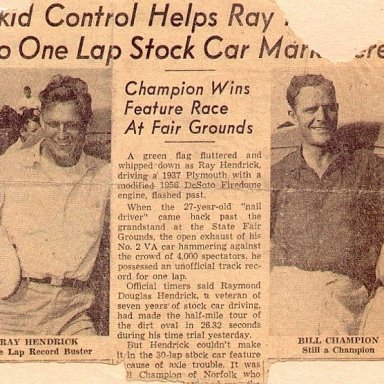 kid Control Helps Ray
o One Lap Stock Car Mark
Champion Wins
Feature Race
At Fair Grounds
A green flag fluttered and
whipped down as Ray Hendrick,
driving a 1937 Plymouth with a
modified 1956 DeSoto Firedome
engine, flashed past.
When the 27-year-old "nail
driver" came back past the
grandstand at the State Fair
Grounds, the open exhaust of his
No. 2 VA car hammering against
the crowd of 4,000 spectators, he
possessed an unofficial track rec-
ord for one lap.
Official timers said Raymond
Douglas Hendrick, a veteran of
seven years of stock car driving,
had made the half-mile tour of
the dirt oval in 26.32 seconds
during his time trial yesterday.
But Hendrick couldn't make
it in the 30-lap stock car feature
because of axle trouble. It was
Bill Champion of Norfolk who
RAY HENDRICK
e Lap Record Buster
BILL CHAMPION
Still a Champion